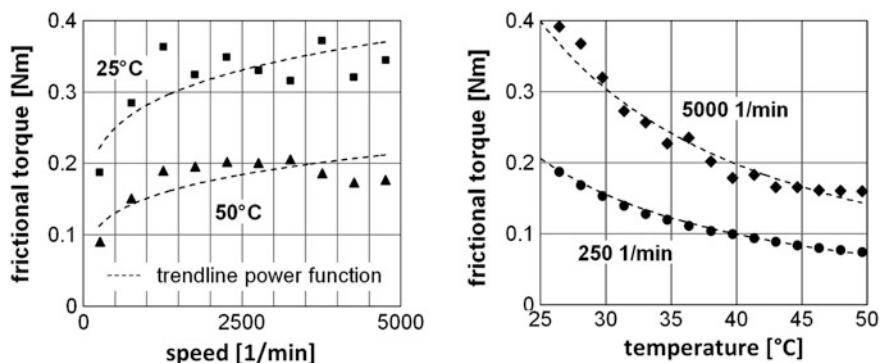 frictional torque [Nm]
0.4
0.3
0.2
0.1
0
25°C
50°C
trendline power function
0
2500
5000
speed [1/min]
frictional torque [Nm]
0.4
0.3
0.2
0.1
0
5000 1/min
250 1/min
25
30
35
40
45
50
temperature [°C]